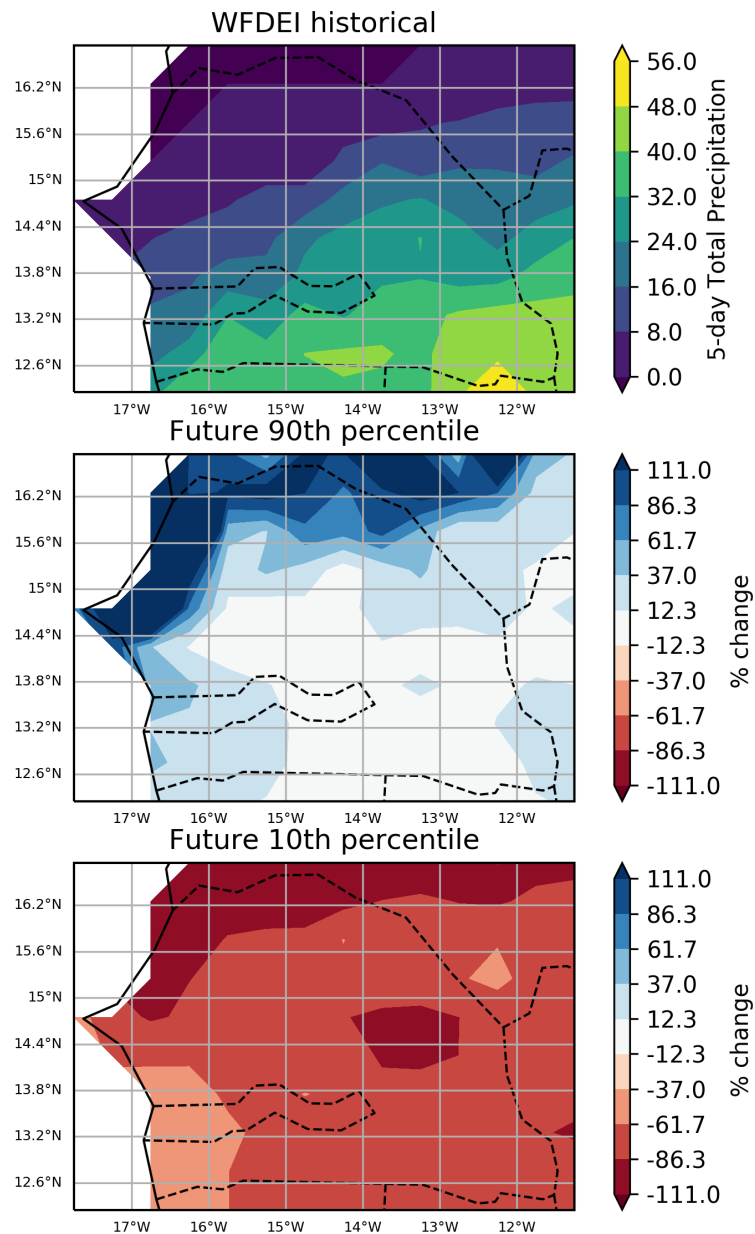 WFDEI historical
16.2°N
15.6°N
15°N
14.4°N
13.8°N
13.2°N
12.6°N
17°W 16°W 15°W 14°W 13°W 12°W
56.0
48.0
40.0
32.0
24.0
16.0
8.0
0.0
5-day Total Precipitation
Future 90th percentile
16.2°N
15.6°N
15°N
14.4°N
13.8°N
13.2°N
12.6°N
17°W 16°W 15°W 14°W 13°W 12°W
111.0
86.3
61.7
37.0
12.3
-12.3
-37.0
-61.7
-86.3
-111.0
% change
Future 10th percentile
16.2°N
15.6°N
15°N
14.4°N
13.8°N
13.2°N
12.6°N
17°W 16°W 15°W 14°W 13°W 12°W
111.0
86.3
61.7
37.0
12.3
-12.3
-37.0
-61.7
-86.3
-111.0
% change